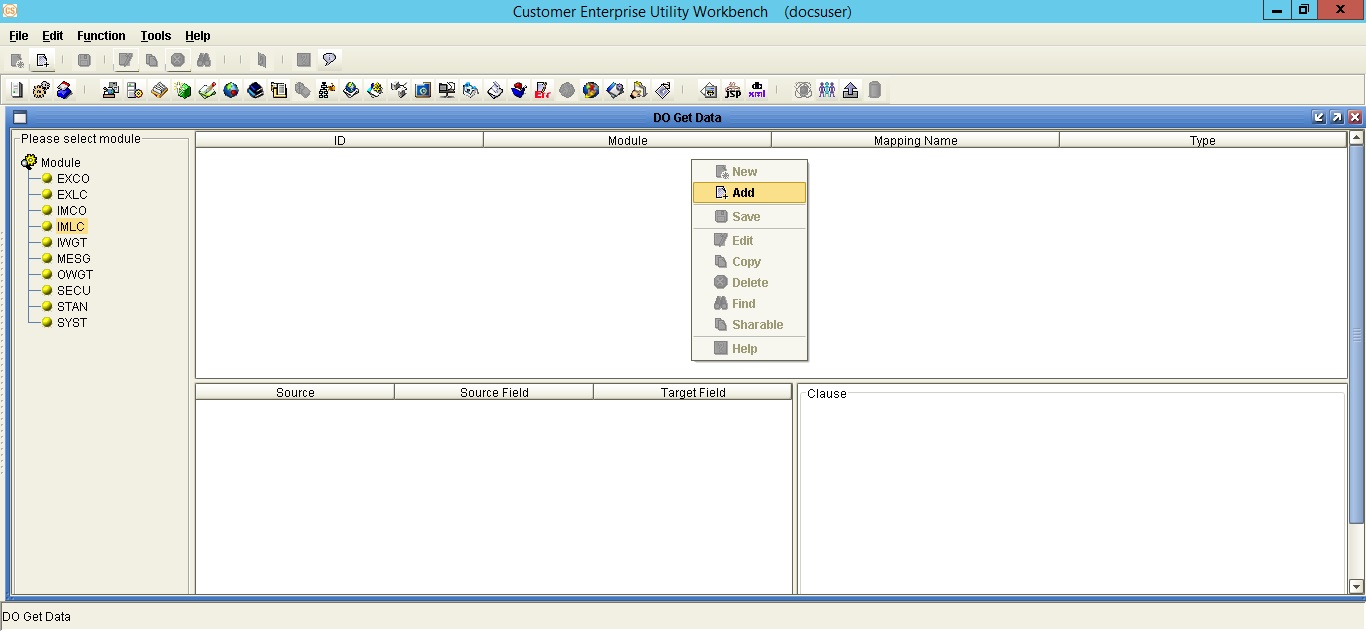 CS
Customer Enterprise Utility Workbench (docsuser)
File Edit Function Tools Help
Err
jsp
xml
DO Get Data
Please select module
Module
EXCO
EXLC
IMCO
IMLC
IWGT
MESG
OWGT
SECU
STAN
SYST
ID Module Mapping Name Type
New
Add
Save
Edit
Copy
Delete
Find
Sharable
Help
Source Source Field Target Field
Clause
DO Get Data